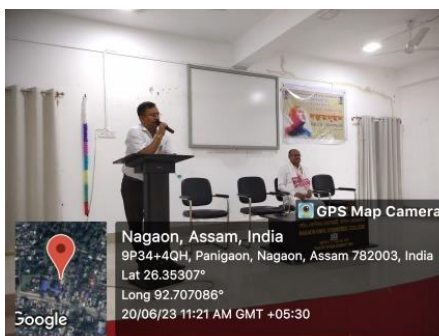 GPS Map Camera
Nagaon, Assam, India
9P34+4QH, Panigaon, Nagaon, Assam 782003, India
Lat 26.35307°
Long 92.707086°
20/06/23 11:21 AM GMT +05:30
Google